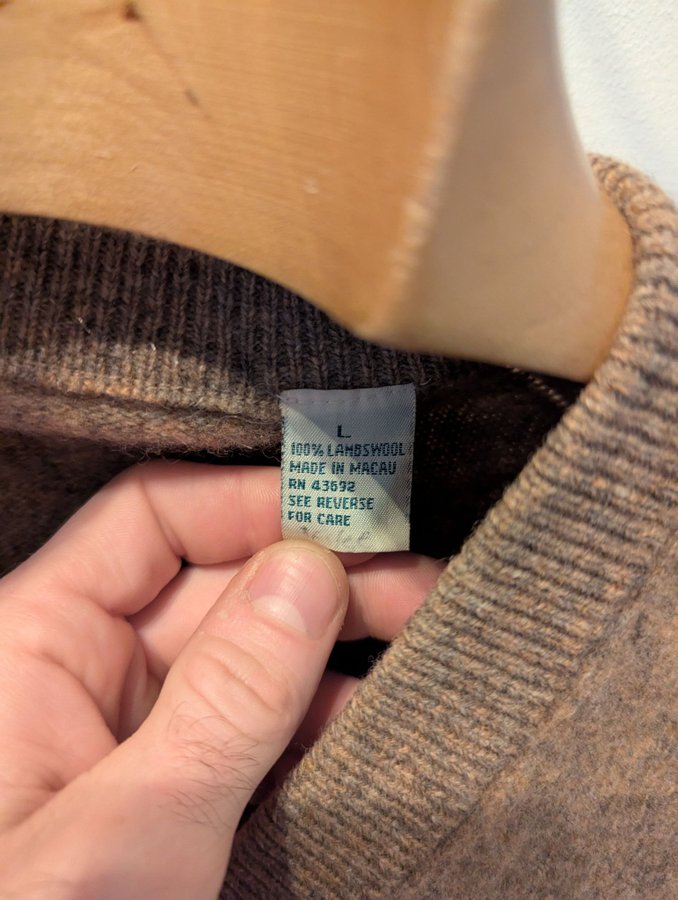 L
100% LAMBSWOOL
MADE IN MACAU
RN 43692
SEE REVERSE
FOR CARE